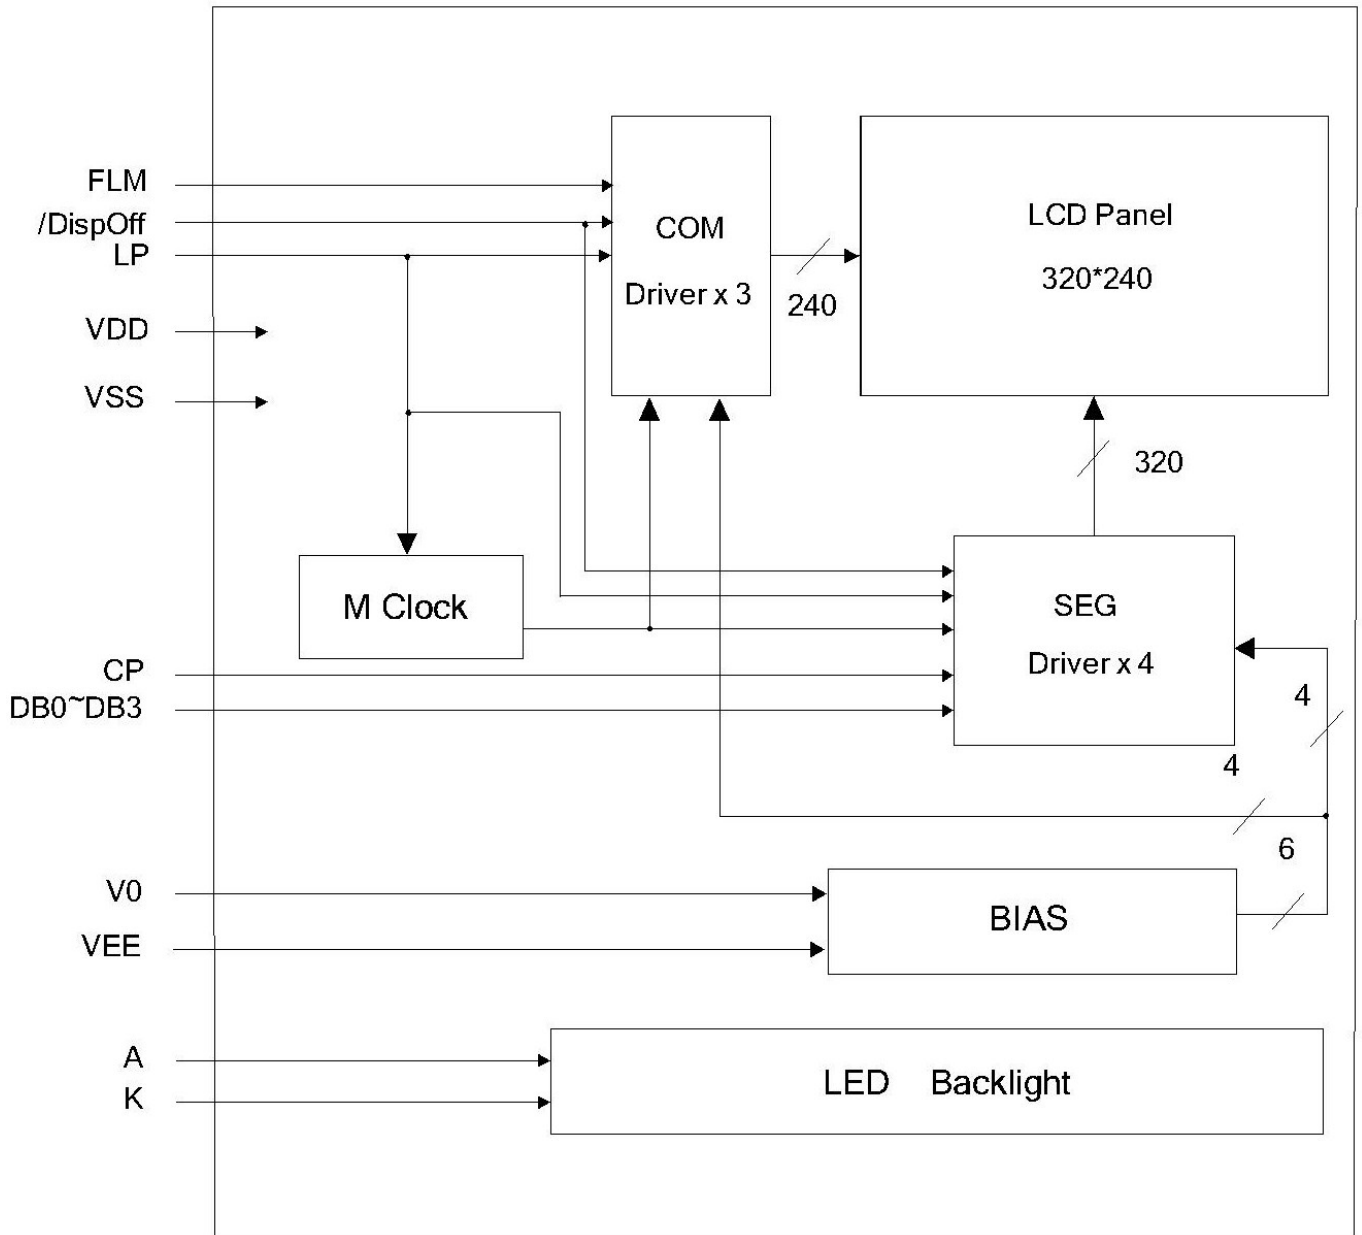 FLM
/DispOff
LP
VDD
VSS
COM
Driver x 3
240
LCD Panel
320*240
320
M Clock
SEG
Driver x 4
CP
DB0~DB3
4
4
6
V0
VEE
BIAS
A
K
LED Backlight